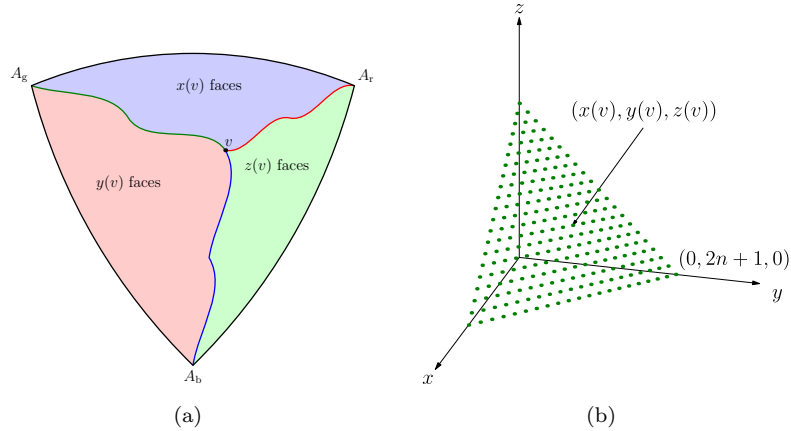 A_g
A_r
x(v) faces
v
z(v) faces
y(v) faces
A_b
(a)
z
(x(v), y(v), z(v))
(0, 2n + 1, 0)
y
x
(b)